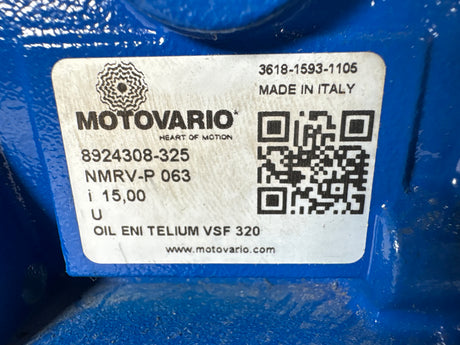 3618-1593-1105
MADE IN ITALY
MOTOVARIO
HEART OF MOTION
8924308-325
NMRV-P 063
i 15,00
U
OIL ENI TELIUM VSF 320
www.motovario.com